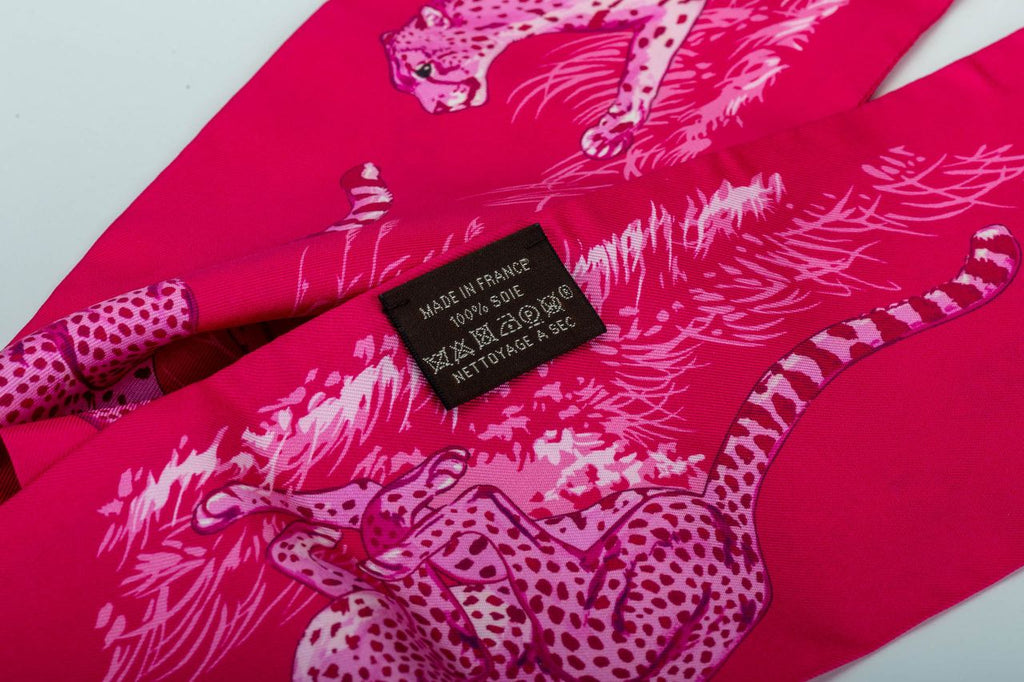 MADE IN FRANCE
100% SOIE
®
NETTOYAGE A SEC